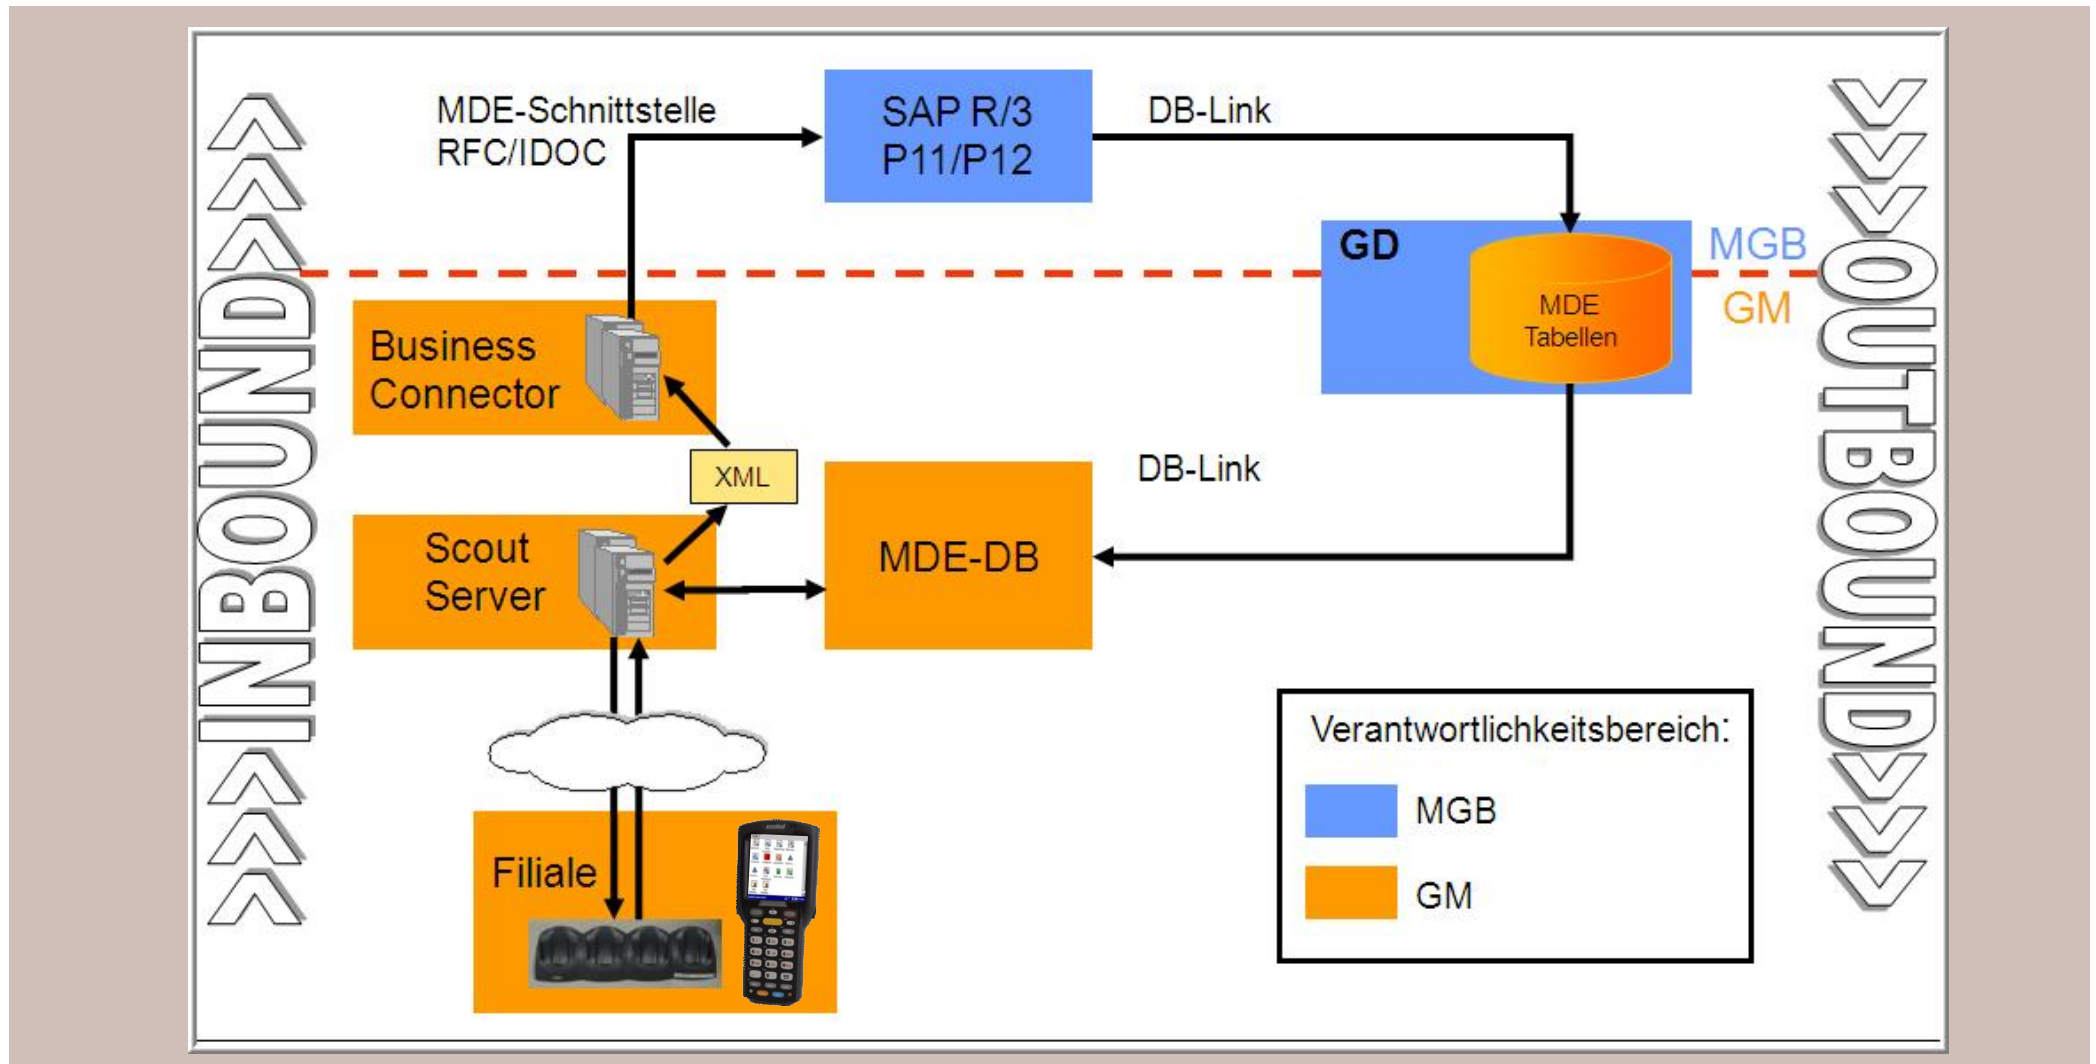 >>>INBOUND>>>
MDE-Schnittstelle
RFC/IDOC
SAP R/3
P11/P12
DB-Link
GD
MDE
Tabellen
MGB
GM
>>>OUTBOUND>>>
Business
Connector
XML
DB-Link
Scout
Server
MDE-DB
Filiale
Verantwortlichkeitsbereich:
MGB
GM